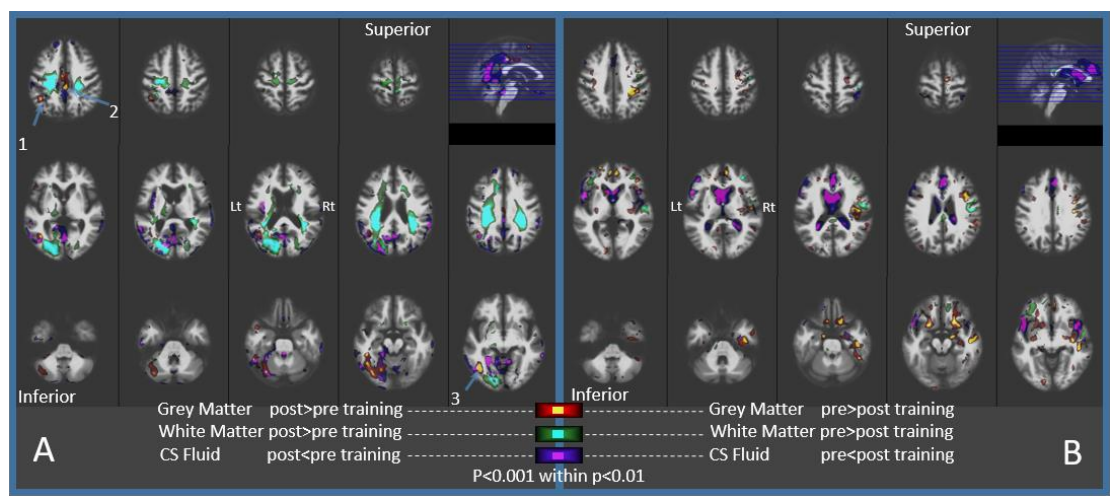 Superior
Superior
2
1
Lt
Rt
Lt
Rt
3
Inferior
Inferior
Grey Matter post>pre training
Grey Matter pre>post training
White Matter post>pre training
White Matter pre>post training
CS Fluid post<pre training
CS Fluid pre<post training
A
B
P<0.001 within p<0.01